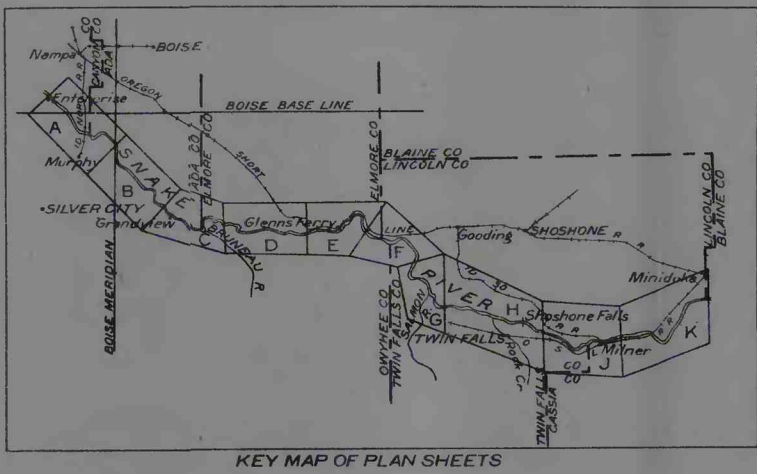 CO
CANYON CO
ADA
Nampa
BOISE
OREGON
SHORT
LINE
R R
Enterprise
BOISE BASE LINE
A
Murphy
SNAKE
B
SILVER CITY
Grandview
ADA CO
ELMORE CO
BOISE MERIDIAN
C
BRUNEAU R
Glenns Ferry
D
E
ELMORE CO
BLAINE CO
LINCOLN CO
LINCOLN CO
BLAINE CO
F
Gooding
SHOSHONE
R R
Minidoka
RIVER
OWYHEE CO
TWIN FALLS CO
SALMON R
G
H
Shoshone Falls
R R
TWIN FALLS
Rock Cr
O
S
L
Milner
CO
CO
J
K
R R
TWIN FALLS
CASSIA
KEY MAP OF PLAN SHEETS